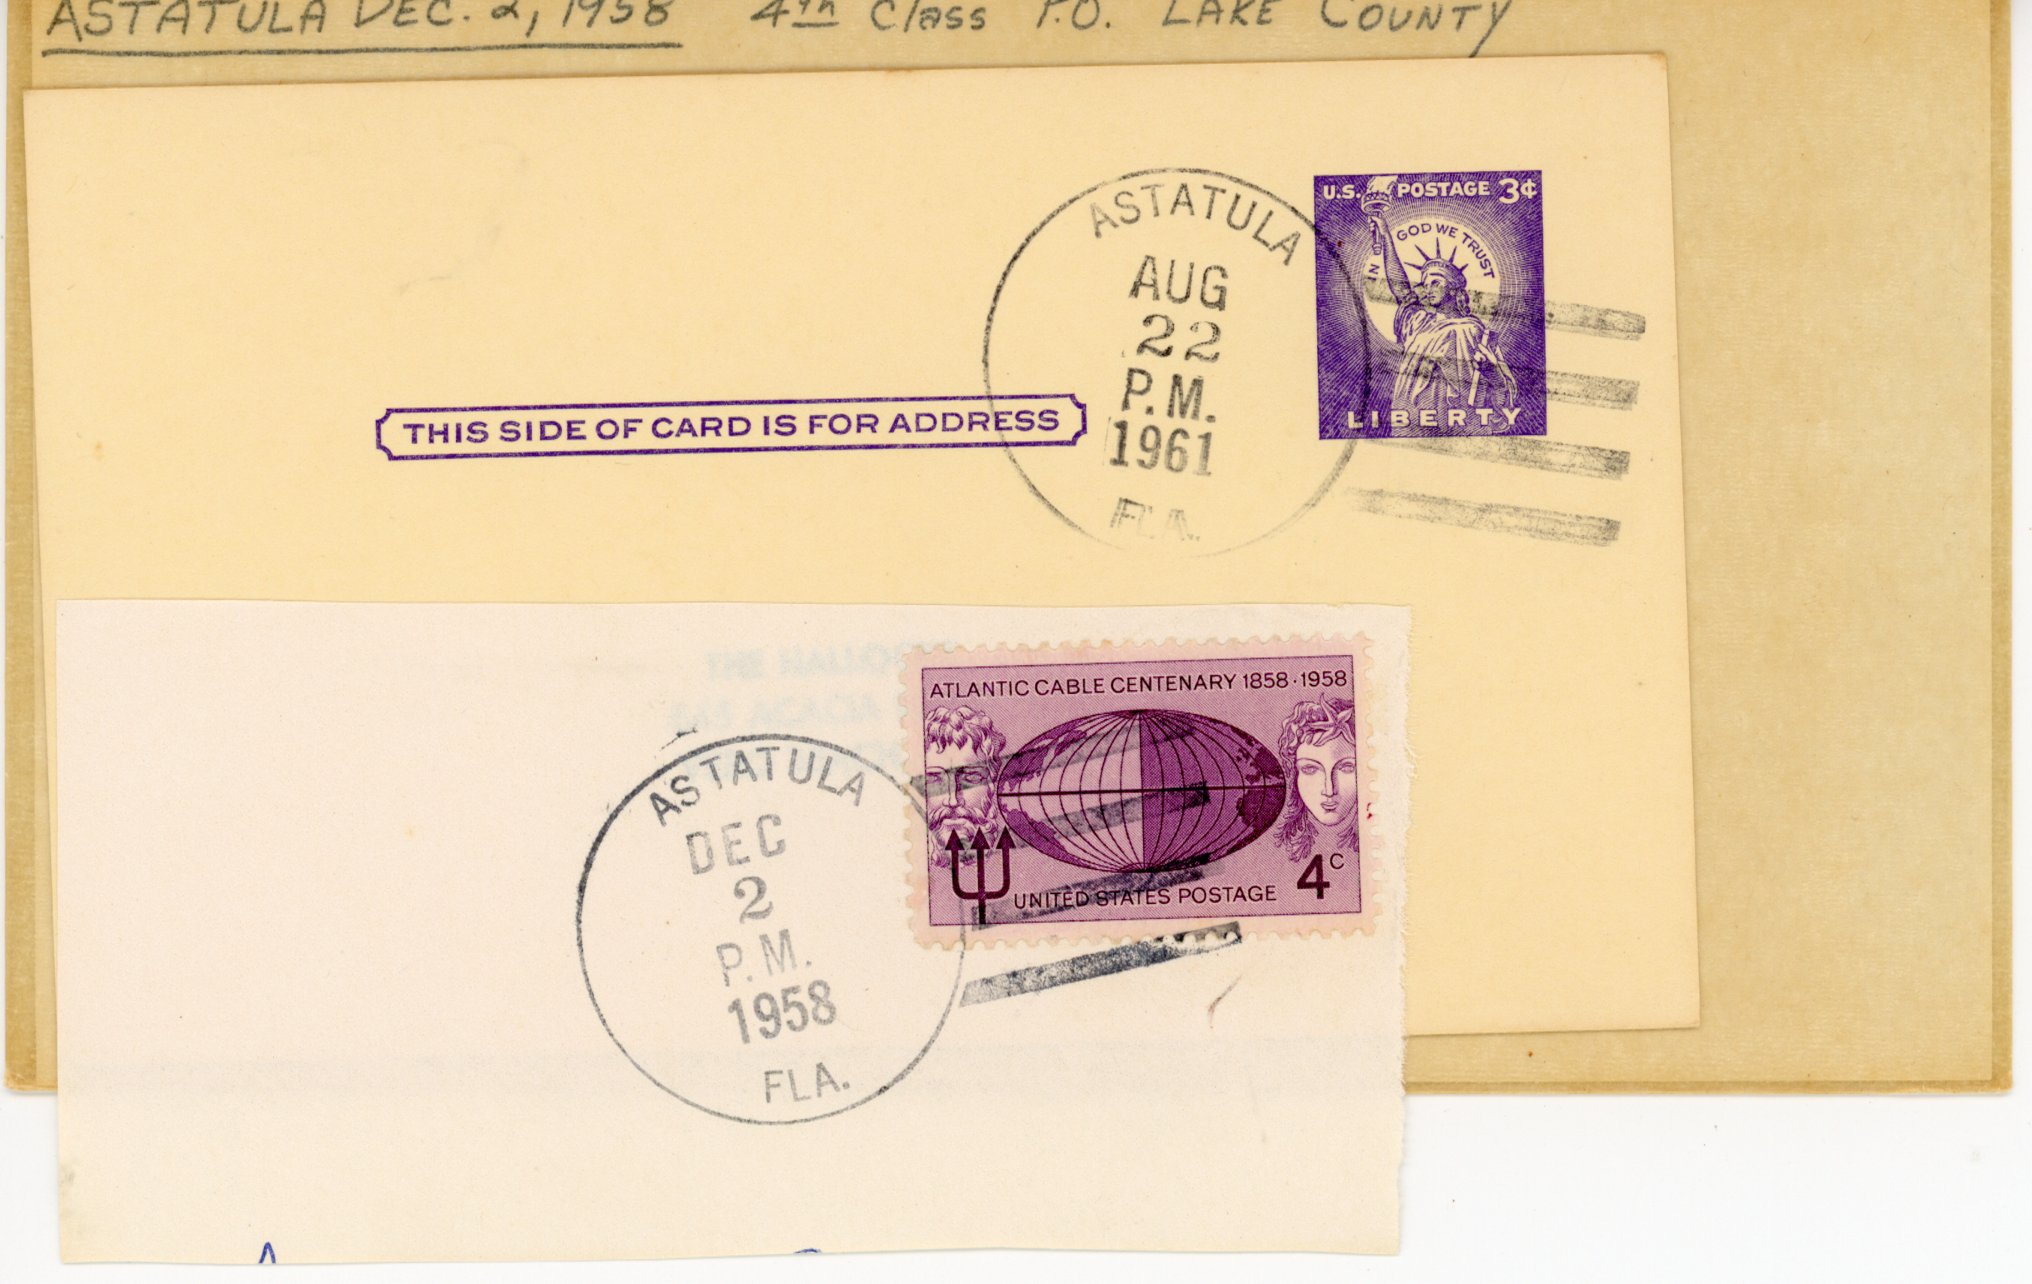 ASTATULA DEC. 2, 1958 4th Class P.O. LAKE COUNTY
ASTATULA
AUG
22
P.M.
1961
FLA.
U.S. POSTAGE 3¢
IN GOD WE TRUST
LIBERTY
THIS SIDE OF CARD IS FOR ADDRESS
ATLANTIC CABLE CENTENARY 1858·1958
UNITED STATES POSTAGE 4c
ASTATULA
DEC
2
P.M.
1958
FLA.
THE
ACACIA